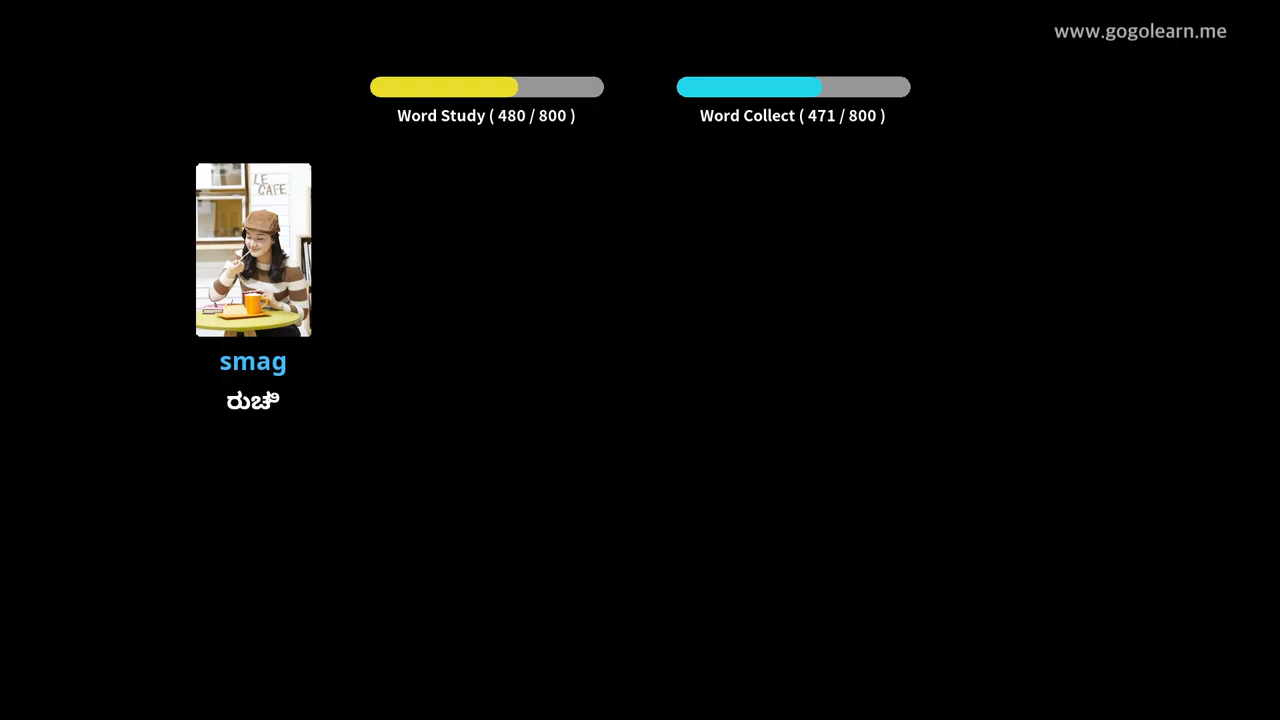 www.gogolearn.me
Word Study ( 480 / 800 )
Word Collect ( 471 / 800 )
LE
CAFE
smag
ರುಚಿ